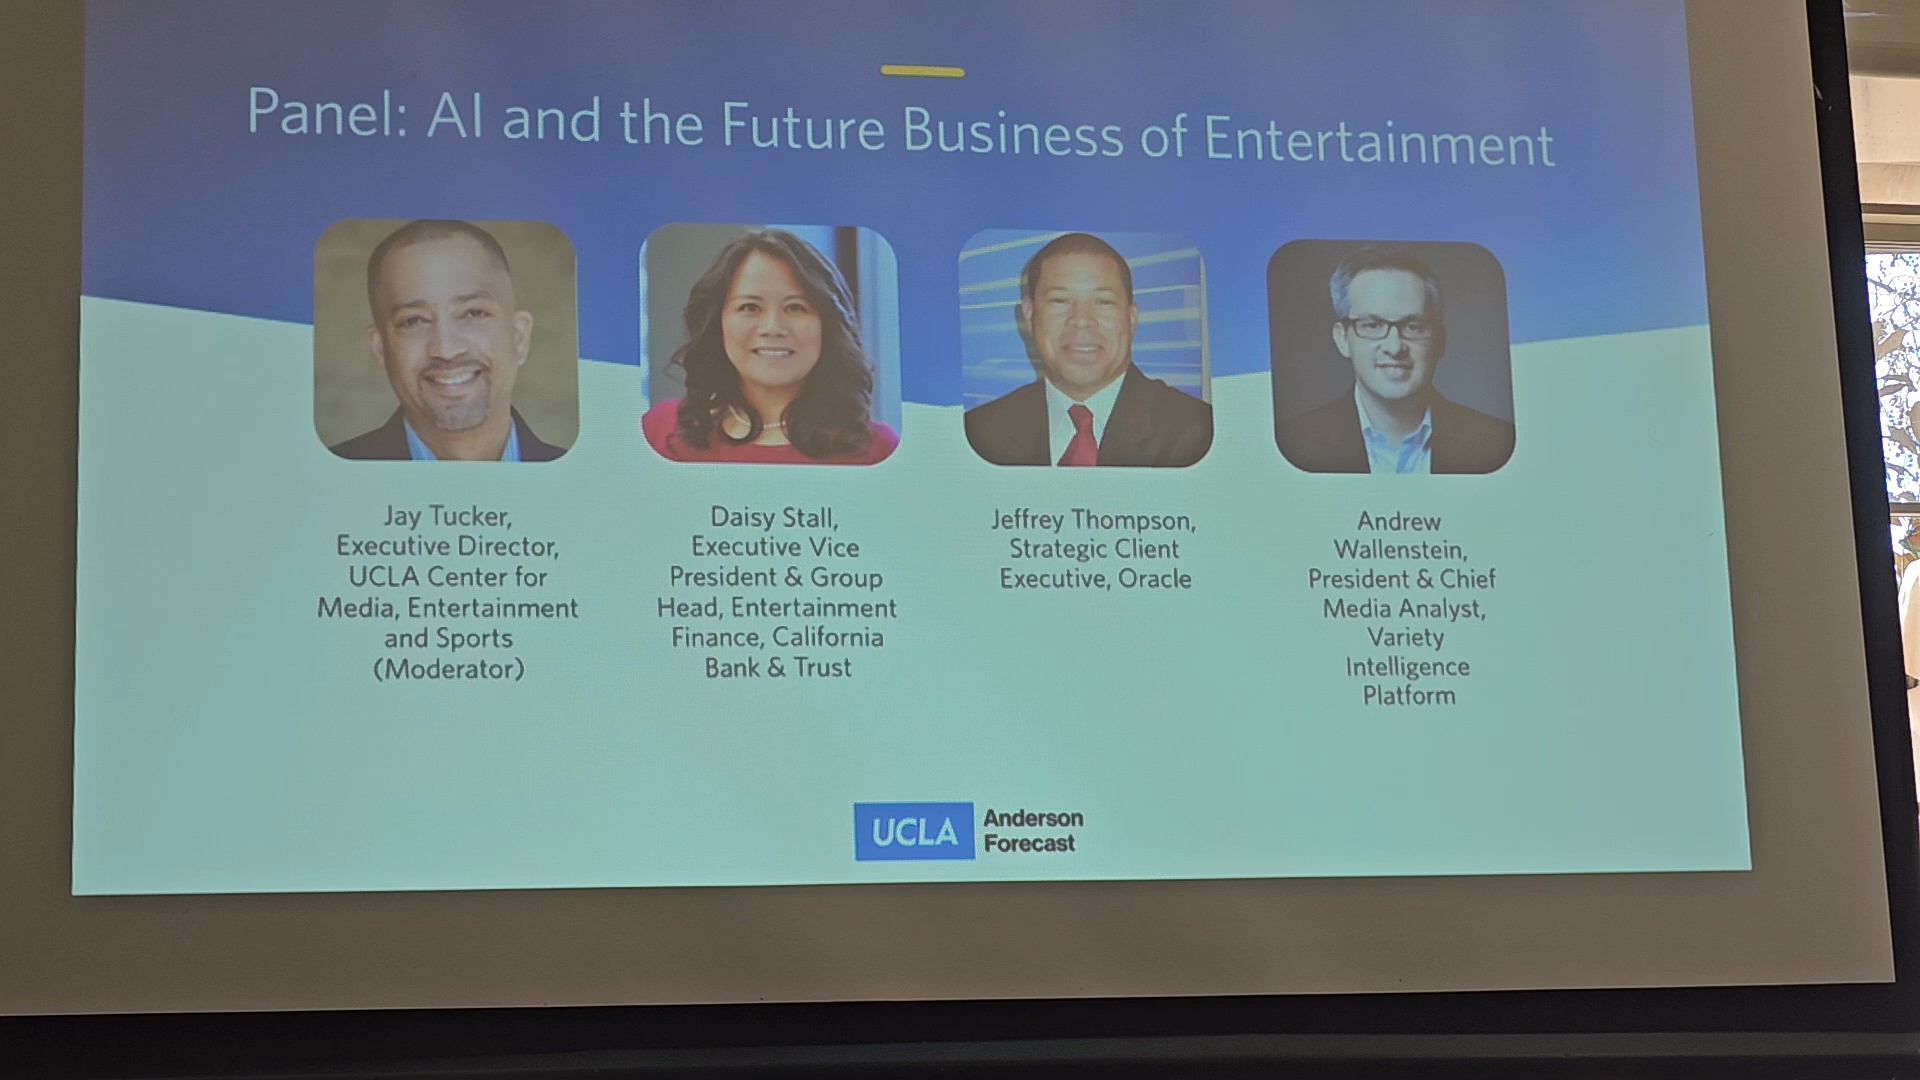 Panel: AI and the Future Business of Entertainment
Jay Tucker,
Executive Director,
UCLA Center for
Media, Entertainment
and Sports
(Moderator)
Daisy Stall,
Executive Vice
President & Group
Head, Entertainment
Finance, California
Bank & Trust
Jeffrey Thompson,
Strategic Client
Executive, Oracle
Andrew
Wallenstein,
President & Chief
Media Analyst,
Variety
Intelligence
Platform
UCLA
Anderson
Forecast